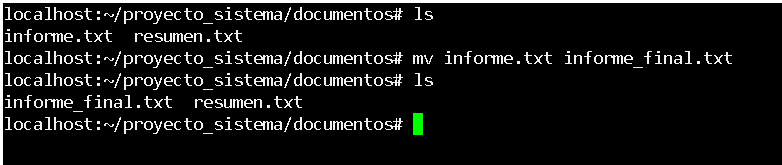 localhost:~/proyecto_sistema/documentos# ls
informe.txt  resumen.txt
localhost:~/proyecto_sistema/documentos# mv informe.txt informe_final.txt
localhost:~/proyecto_sistema/documentos# ls
informe_final.txt  resumen.txt
localhost:~/proyecto_sistema/documentos#